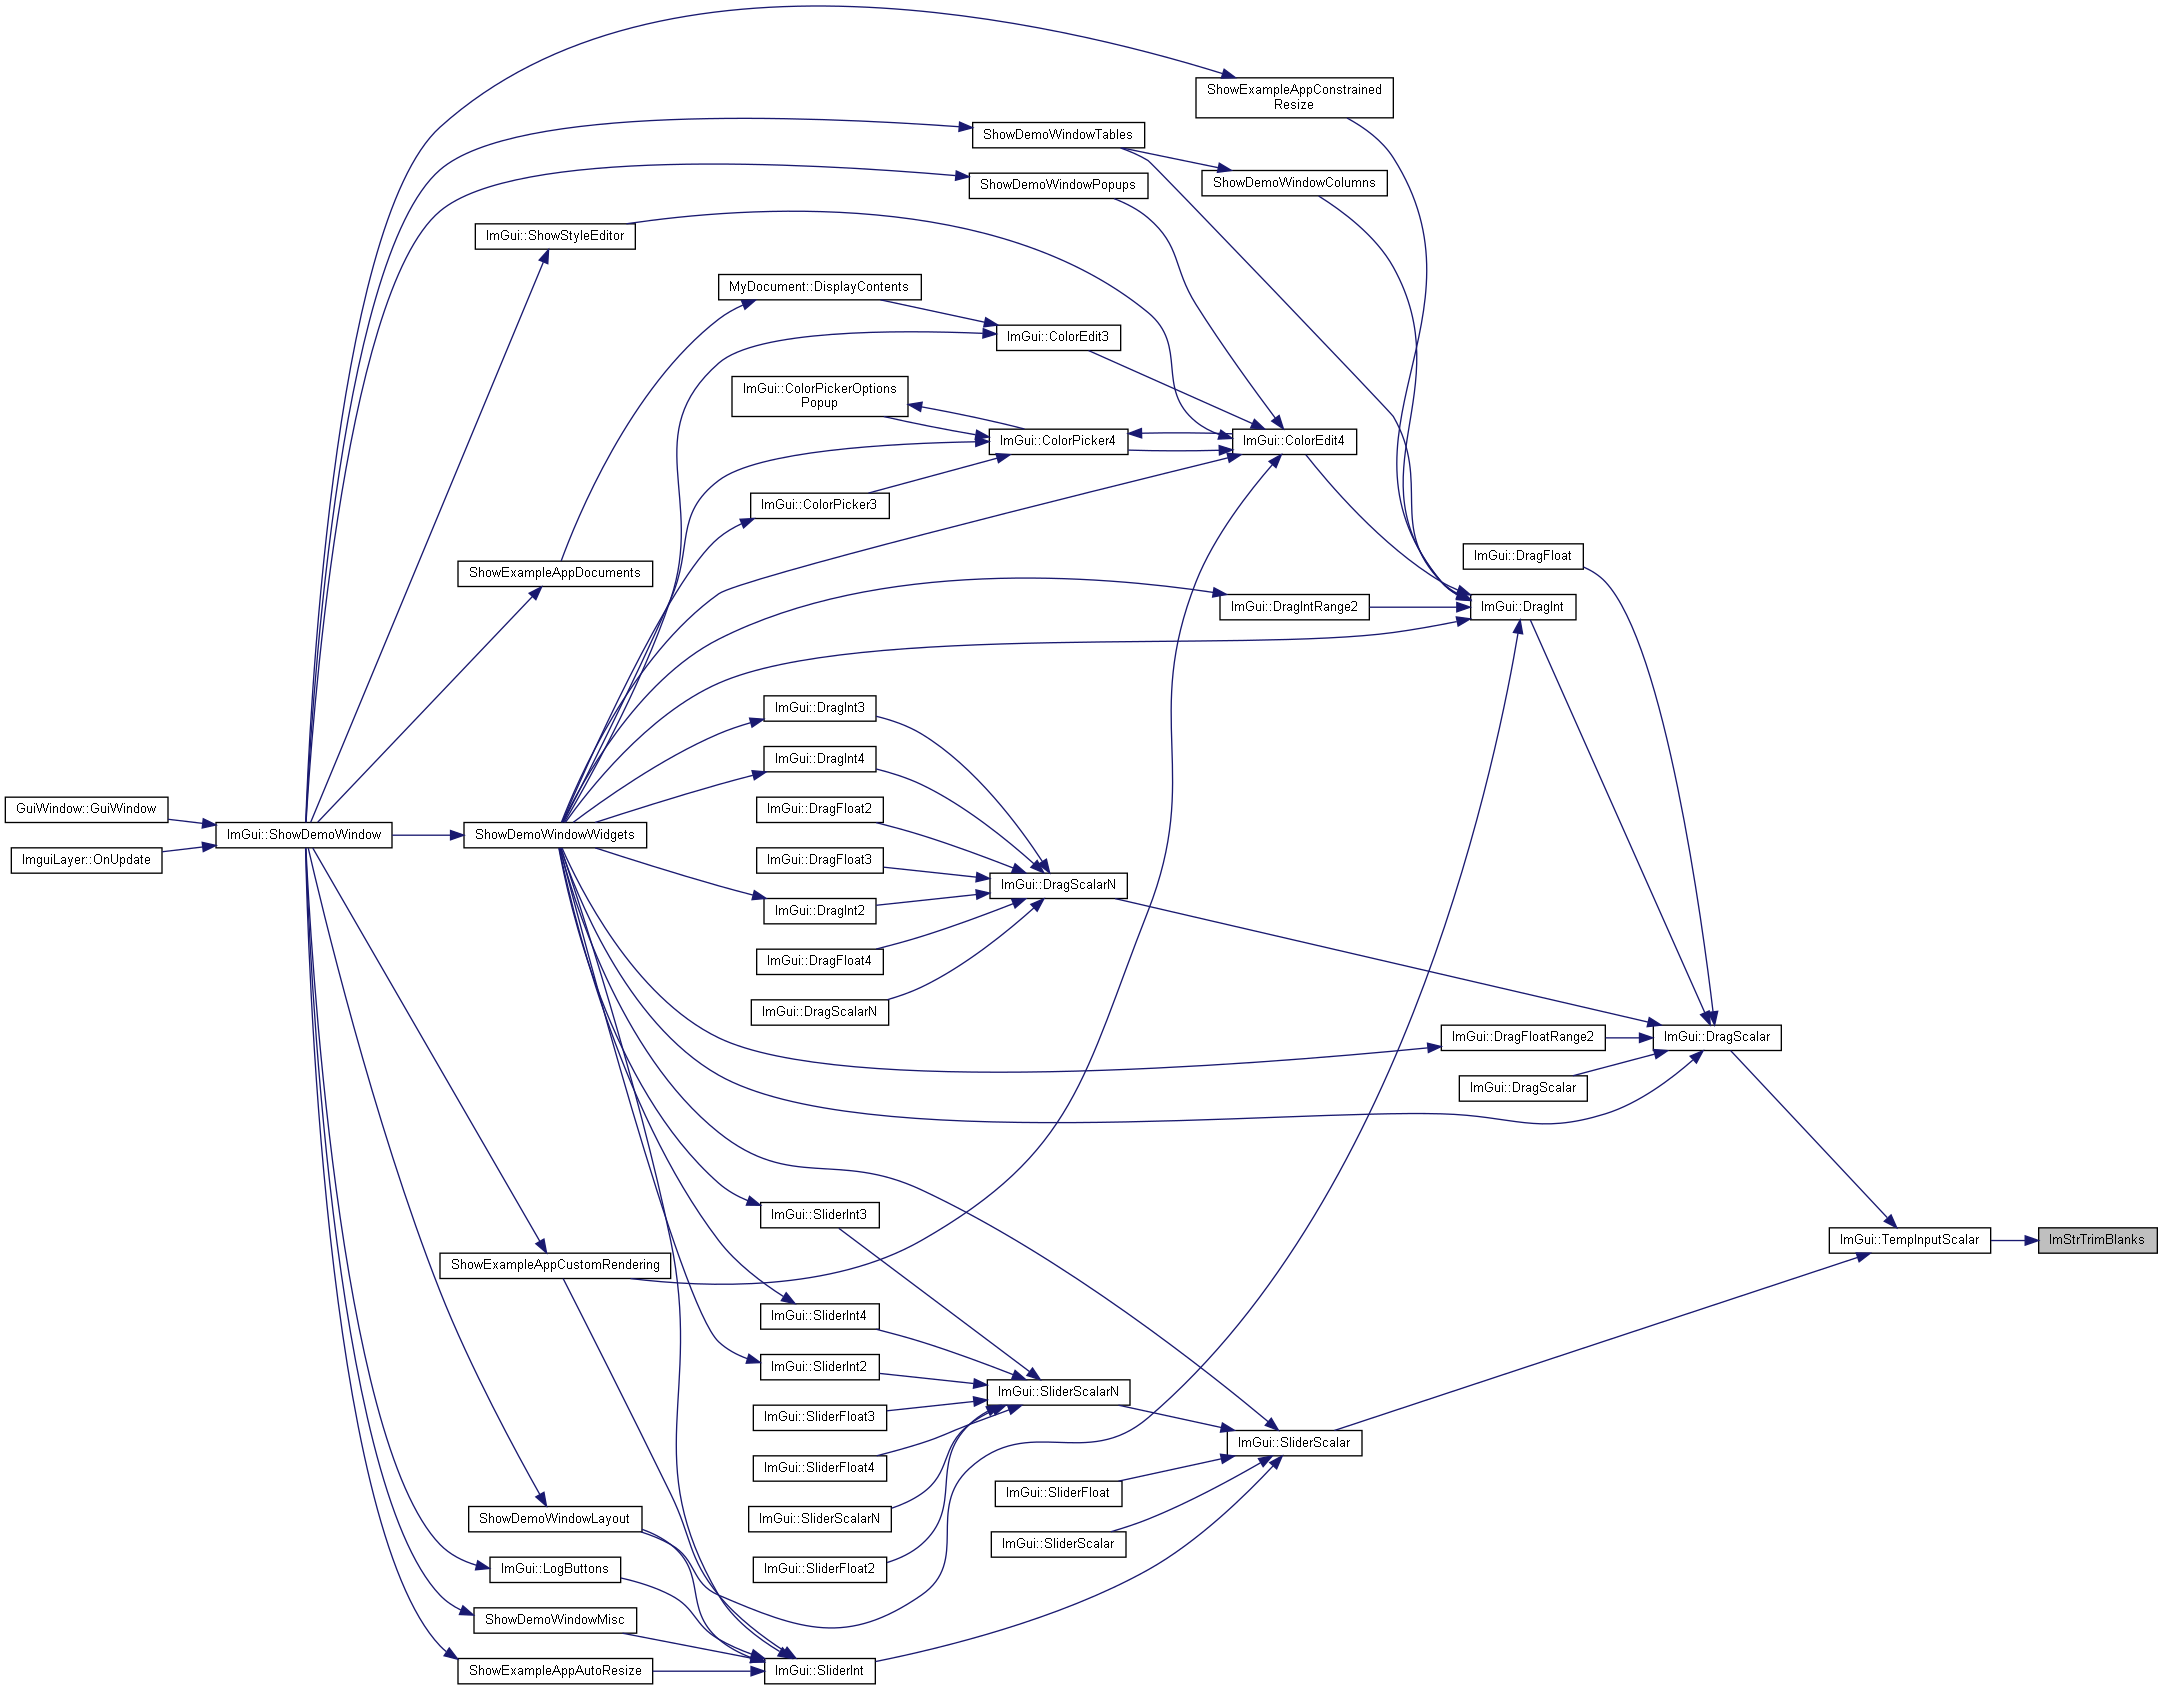 ShowExampleAppConstrained
Resize
ShowDemoWindowTables
ShowDemoWindowColumns
ShowDemoWindowPopups
ImGui::ShowStyleEditor
MyDocument::DisplayContents
ImGui::ColorEdit3
ImGui::ColorPickerOptions
Popup
ImGui::ColorPicker4
ImGui::ColorEdit4
ImGui::ColorPicker3
ImGui::DragFloat
ShowExampleAppDocuments
ImGui::DragIntRange2
ImGui::DragInt
ImGui::DragInt3
ImGui::DragInt4
GuiWindow::GuiWindow
ImGui::DragFloat2
ImGui::ShowDemoWindow
ShowDemoWindowWidgets
ImguiLayer::OnUpdate
ImGui::DragFloat3
ImGui::DragScalarN
ImGui::DragInt2
ImGui::DragFloat4
ImGui::DragScalarN
ImGui::DragFloatRange2
ImGui::DragScalar
ImGui::DragScalar
ImGui::SliderInt3
ImGui::TempInputScalar
ImStrTrimBlanks
ShowExampleAppCustomRendering
ImGui::SliderInt4
ImGui::SliderInt2
ImGui::SliderScalarN
ImGui::SliderFloat3
ImGui::SliderScalar
ImGui::SliderFloat4
ImGui::SliderFloat
ShowDemoWindowLayout
ImGui::SliderScalarN
ImGui::SliderScalar
ImGui::LogButtons
ImGui::SliderFloat2
ShowDemoWindowMisc
ShowExampleAppAutoResize
ImGui::SliderInt